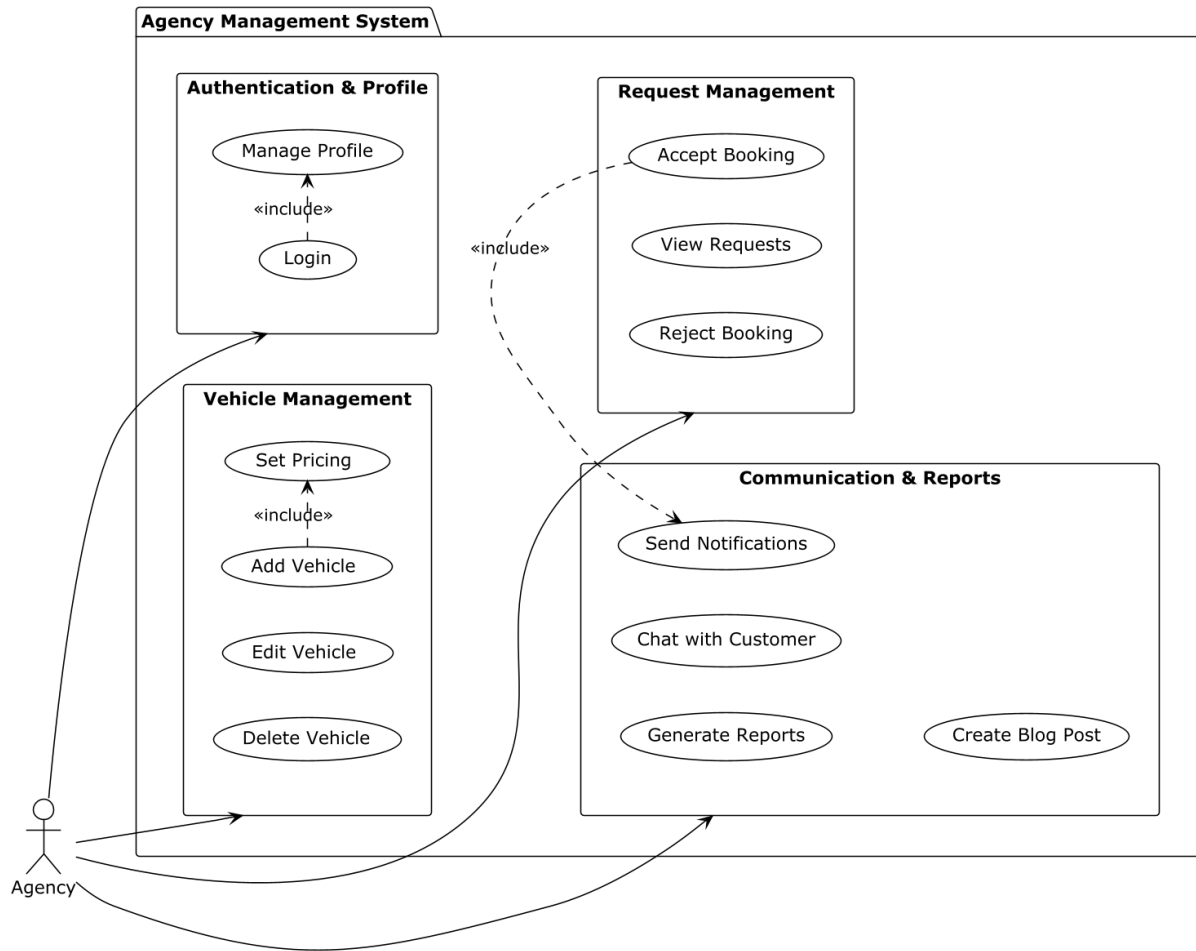 Agency Management System
Authentication & Profile
Manage Profile
«include»
Login
Request Management
Accept Booking
«include»
View Requests
Reject Booking
Vehicle Management
Set Pricing
«include»
Add Vehicle
Edit Vehicle
Delete Vehicle
Communication & Reports
Send Notifications
Chat with Customer
Generate Reports
Create Blog Post
Agency